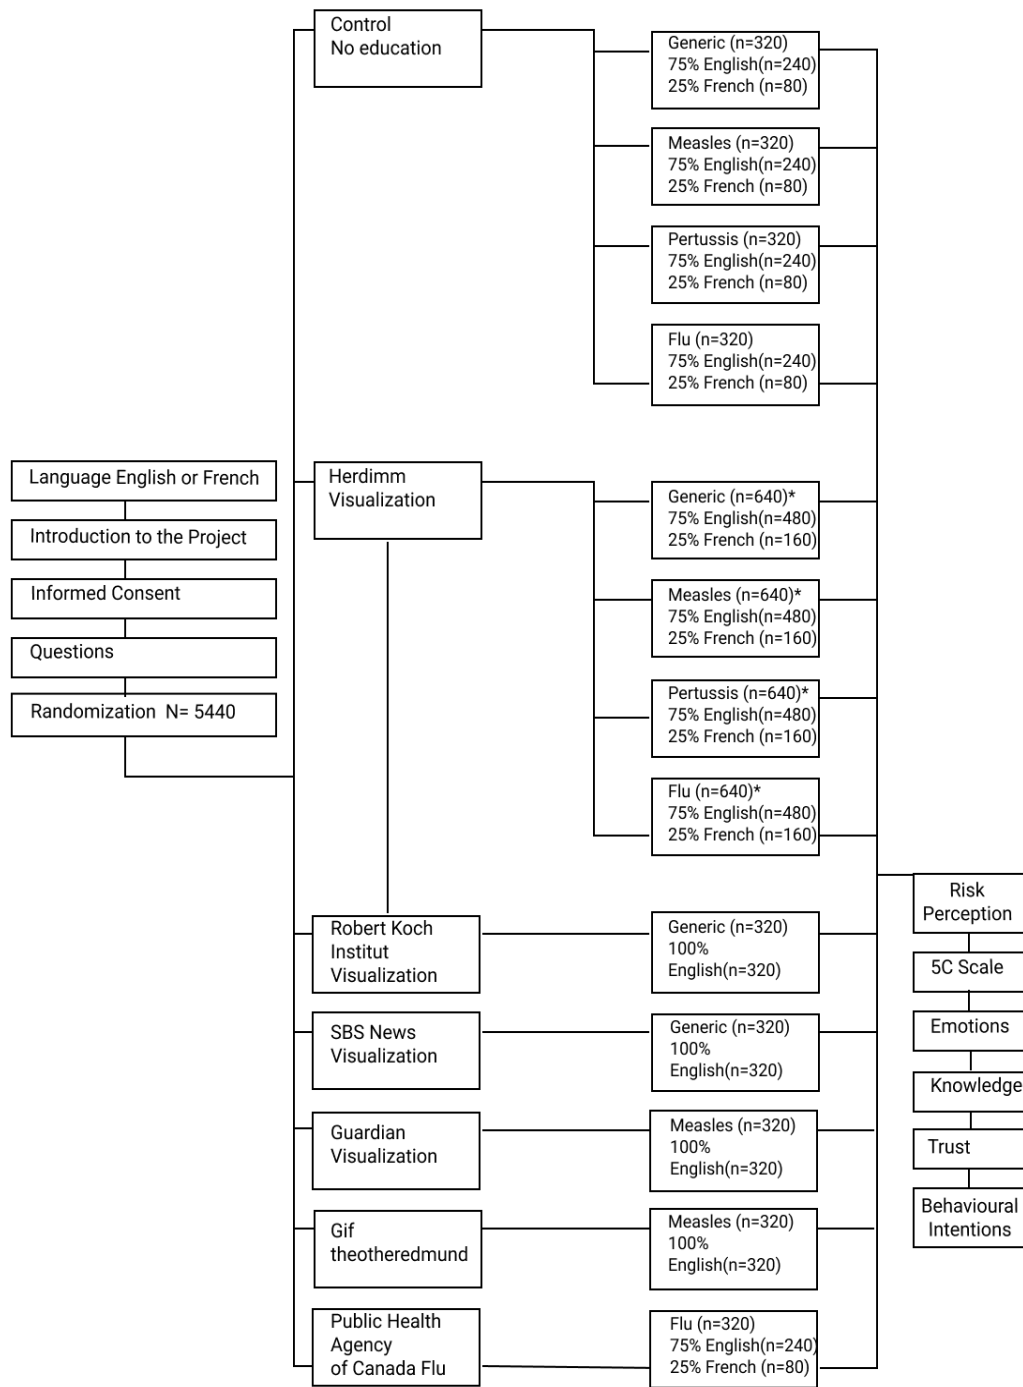 Language English or French
Introduction to the Project
Informed Consent
Questions
Randomization N= 5440
Control
No education
Generic (n=320)
75% English(n=240)
25% French (n=80)
Measles (n=320)
75% English(n=240)
25% French (n=80)
Pertussis (n=320)
75% English(n=240)
25% French (n=80)
Flu (n=320)
75% English(n=240)
25% French (n=80)
Herdimm
Visualization
Generic (n=640)*
75% English(n=480)
25% French (n=160)
Measles (n=640)*
75% English(n=480)
25% French (n=160)
Pertussis (n=640)*
75% English(n=480)
25% French (n=160)
Flu (n=640)*
75% English(n=480)
25% French (n=160)
Robert Koch
Institut
Visualization
Generic (n=320)
100%
English(n=320)
SBS News
Visualization
Generic (n=320)
100%
English(n=320)
Guardian
Visualization
Measles (n=320)
100%
English(n=320)
Gif
theotheredmund
Measles (n=320)
100%
English(n=320)
Public Health
Agency
of Canada Flu
Flu (n=320)
75% English(n=240)
25% French (n=80)
Risk
Perception
5C Scale
Emotions
Knowledge
Trust
Behavioural
Intentions